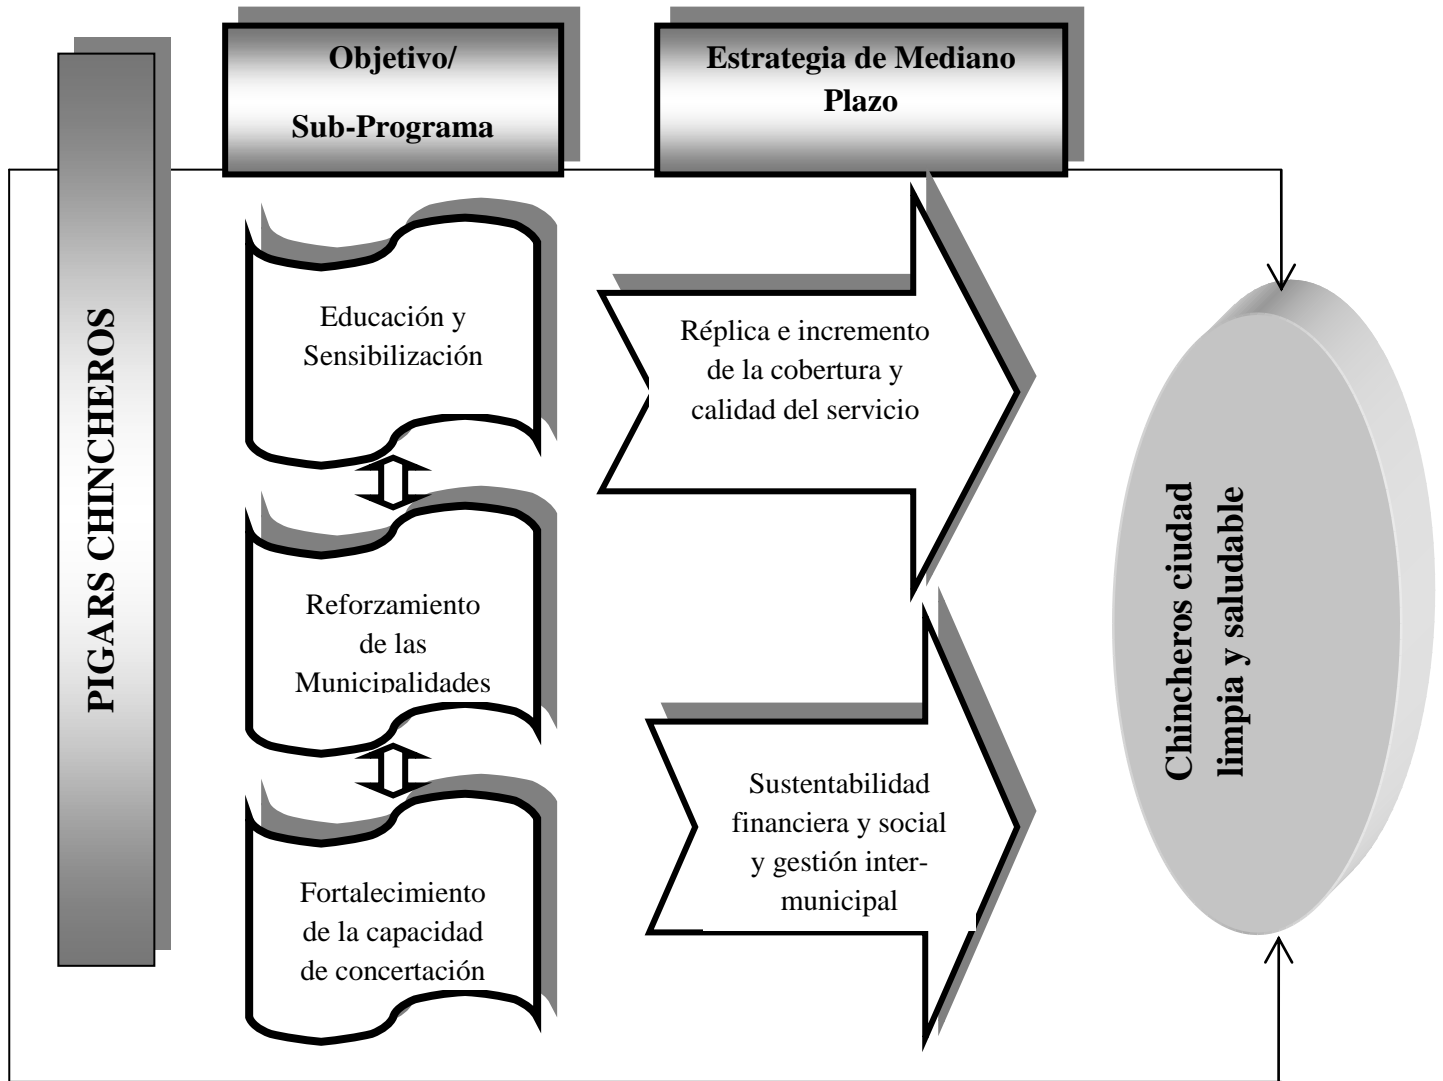 PIGARS CHINCHEROS
Objetivo/
Sub-Programa
Estrategia de Mediano
Plazo
Educación y
Sensibilización
Reforzamiento
de las
Municipalidades
Fortalecimiento
de la capacidad
de concertación
Réplica e incremento
de la cobertura y
calidad del servicio
Sustentabilidad
financiera y social
y gestión inter-
municipal
Chincheros ciudad
limpia y saludable